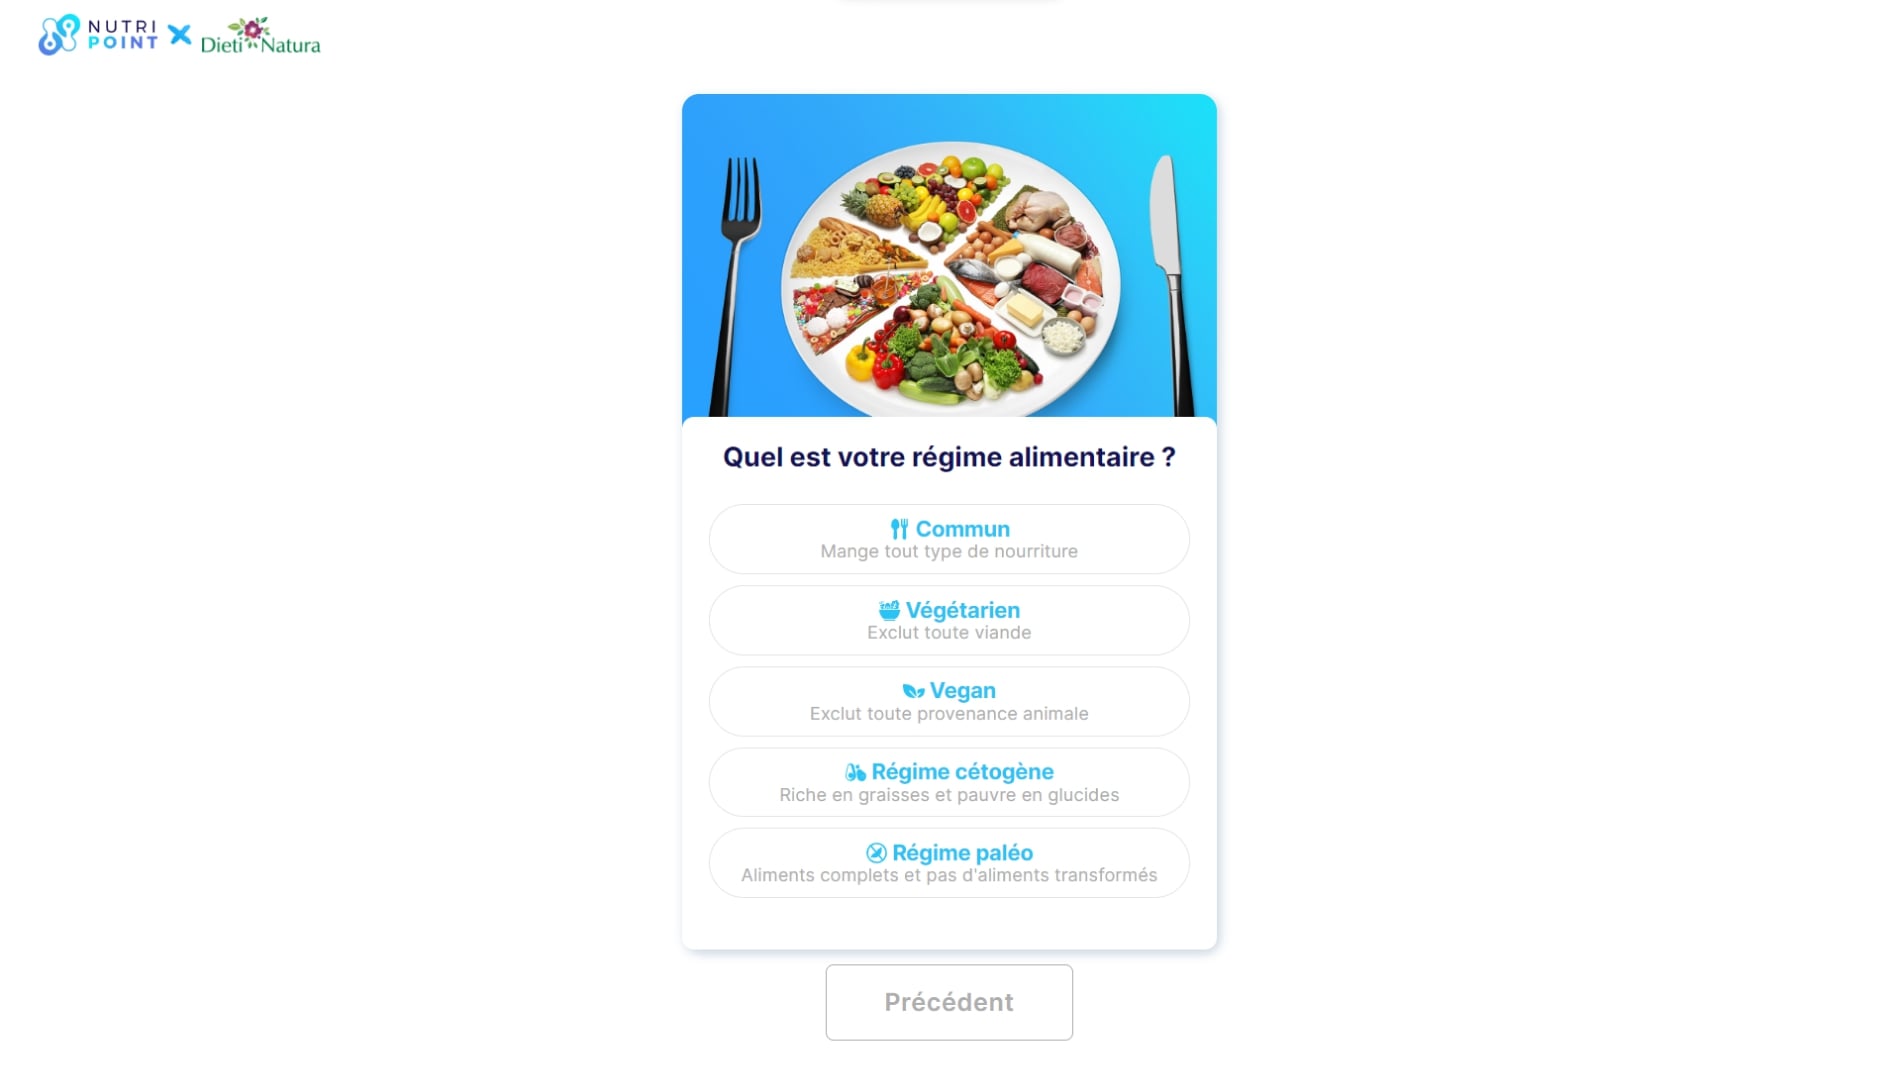 NUTRI
POINT
Dieti Natura
Quel est votre régime alimentaire ?
Commun
Mange tout type de nourriture
Végétarien
Exclut toute viande
Vegan
Exclut toute provenance animale
Régime cétogène
Riche en graisses et pauvre en glucides
Régime paléo
Aliments complets et pas d'aliments transformés
Précédent